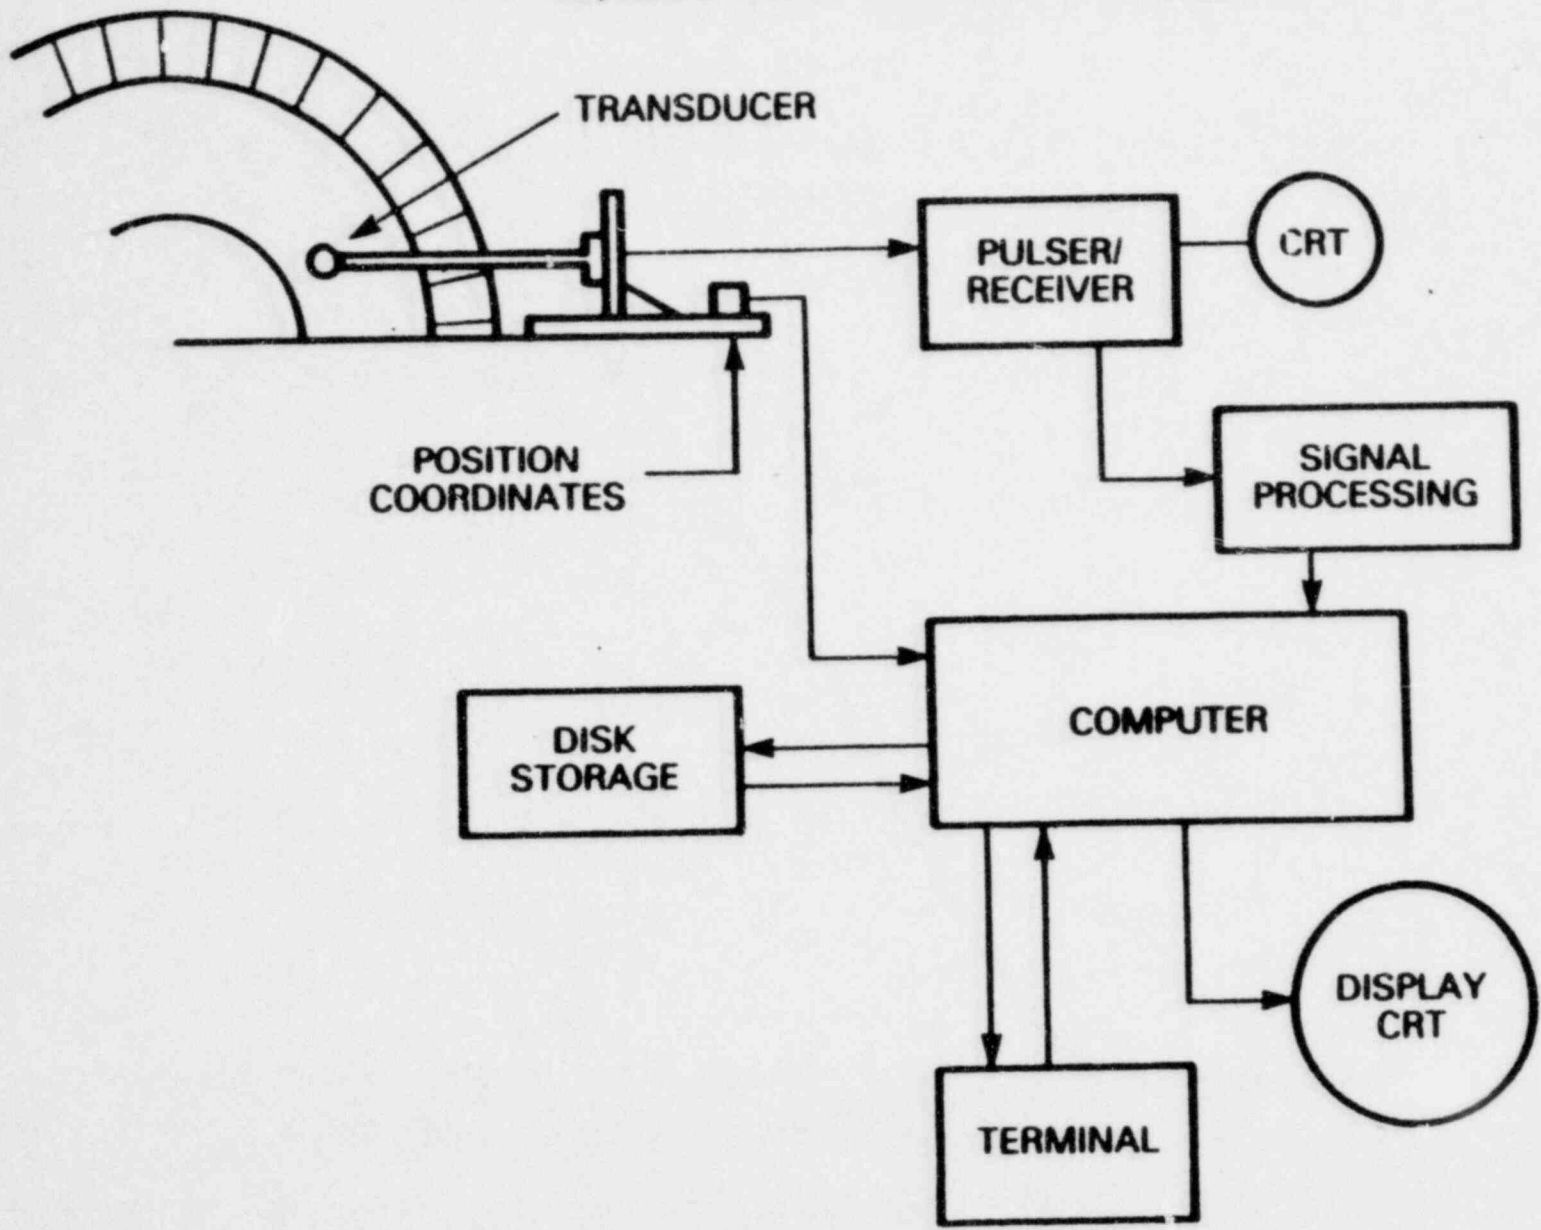 TRANSDUCER
PULSER/
RECEIVER
CRT
POSITION
COORDINATES
SIGNAL
PROCESSING
COMPUTER
DISK
STORAGE
DISPLAY
CRT
TERMINAL